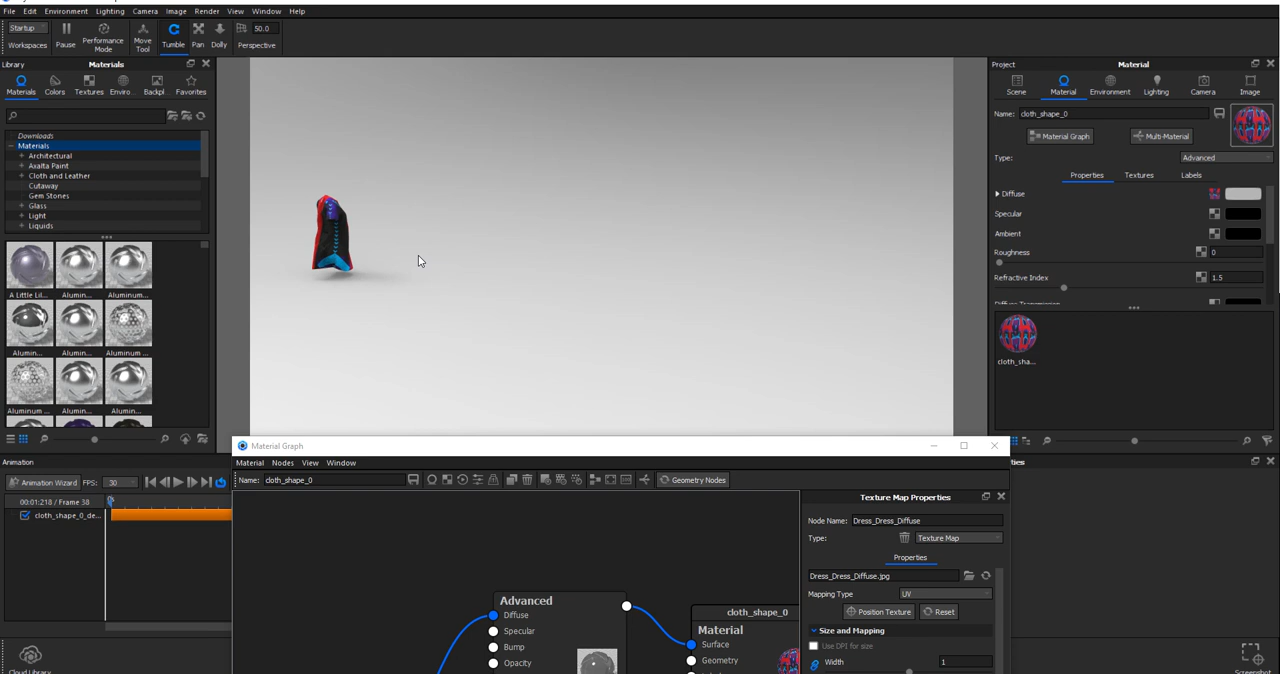 File Edit Environment Lighting Camera Image Render View Window Help
Startup 50.0
Workspaces Pause Performance Mode Move Tool Tumble Pan Dolly Perspective
Library Materials
Materials Colors Textures Enviro Backpl Favorites
Downloads
Materials
Architectural
Axalta Paint
Cloth and Leather
Cutaway
Gem Stones
Glass
Light
Liquids
A Little Lil... Alumin... Aluminum...
Alumin... Alumin... Aluminum ...
Aluminum ... Alumin... Alumin...
Project Material
Scene Material Environment Lighting Camera Image
Name: cloth_shape_0
Material Graph Multi-Material
Type: Advanced
Properties Textures Labels
Diffuse
Specular
Ambient
Roughness 0
Refractive Index 1.5
Diffuse Transmission
cloth_sha...
Animation
Animation Wizard FPS: 30
00:01:218 / Frame 38
cloth_shape_0_de...
Cloud Library
Material Graph
Material Nodes View Window
Name: cloth_shape_0 Geometry Nodes
Advanced
Diffuse
Specular
Bump
Opacity
cloth_shape_0
Material
Surface
Geometry
Texture Map Properties
Node Name: Dress_Dress_Diffuse
Type: Texture Map
Properties
Dress_Dress_Diffuse.jpg
Mapping Type UV
Position Texture Reset
Size and Mapping
Use DPI for size
Width 1
Screenshot